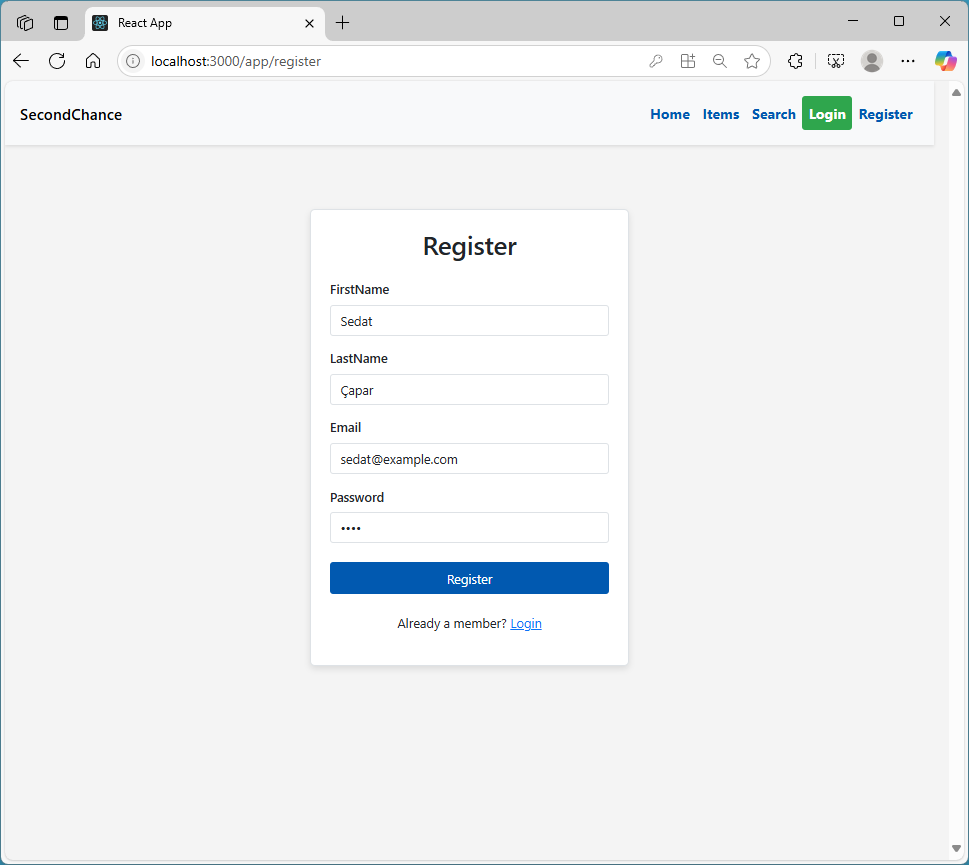 React App
localhost:3000/app/register
SecondChance
Home Items Search Login Register
Register
FirstName
Sedat
LastName
Çapar
Email
sedat@example.com
Password
••••
Register
Already a member? Login